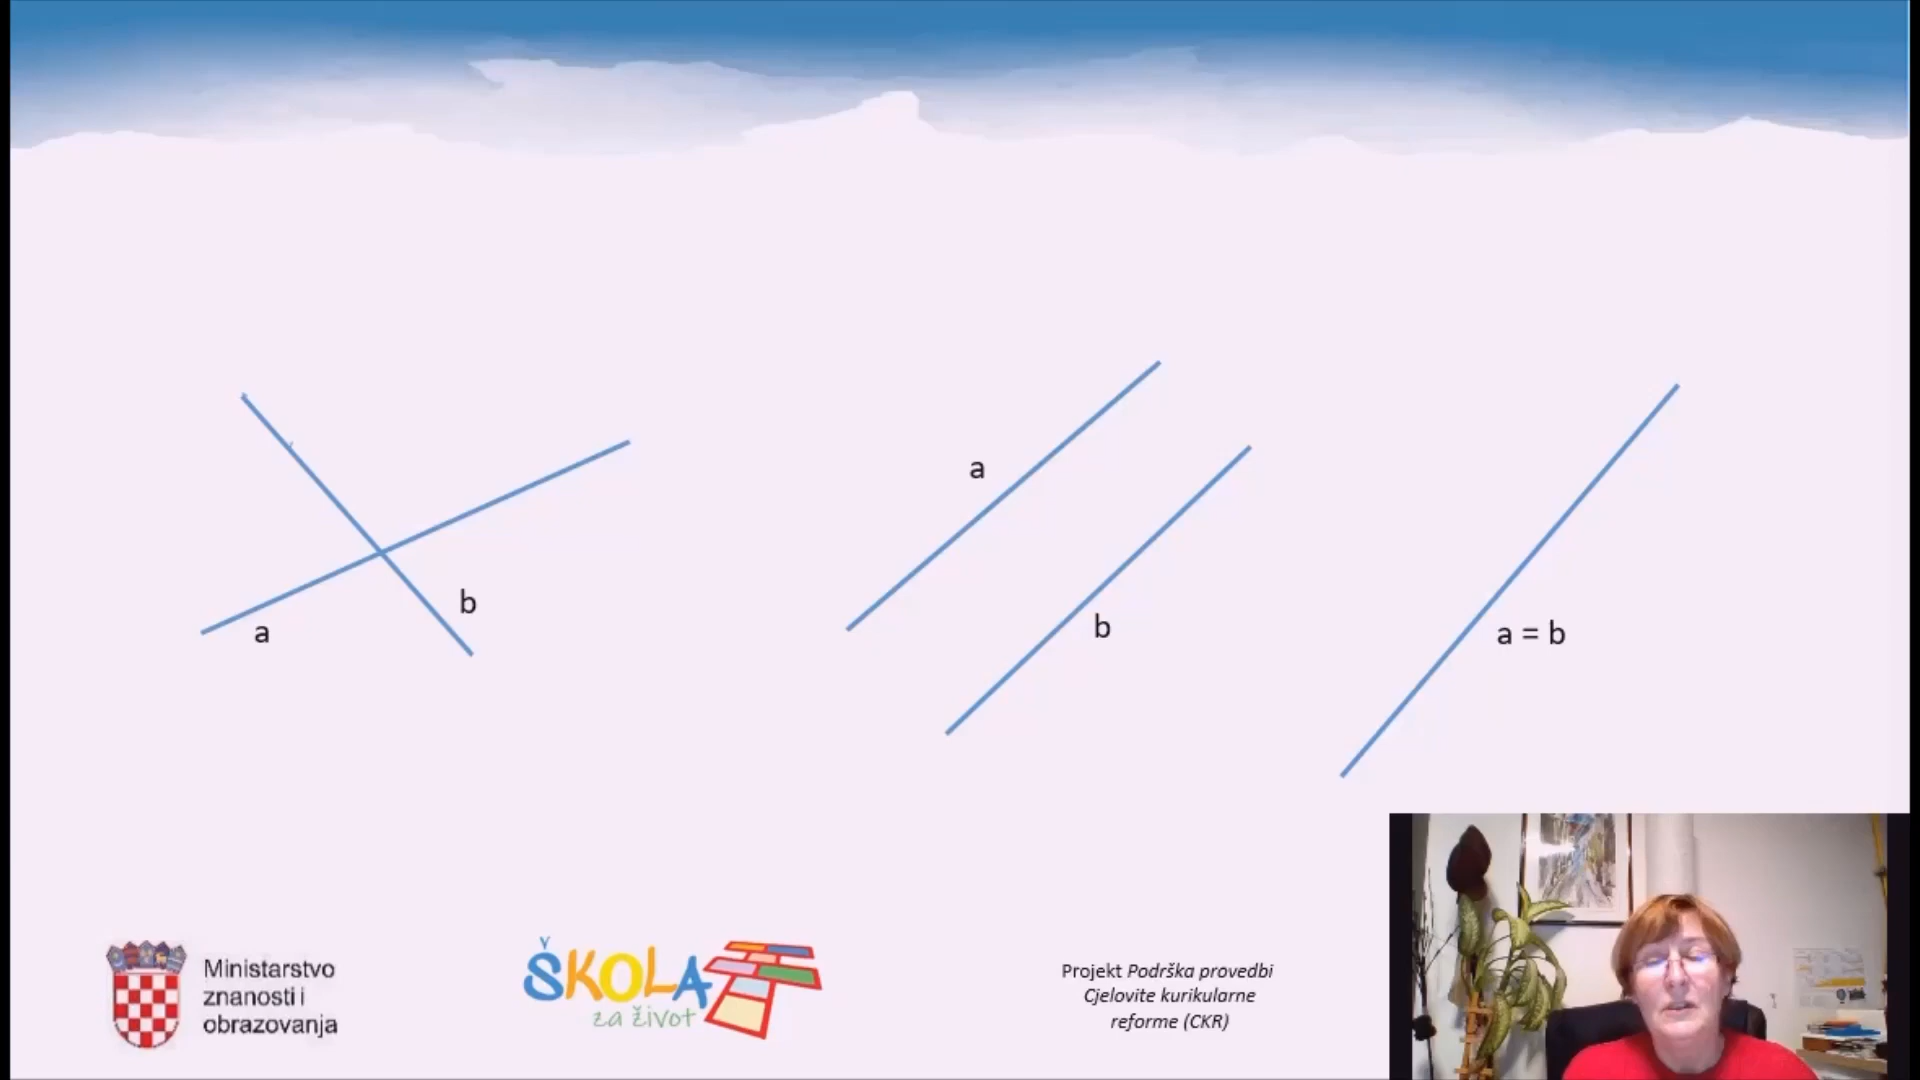 a
b
a
b
a = b
Ministarstvo
znanosti i
obrazovanja
ŠKOLA
za život
Projekt Podrška provedbi
Cjelovite kurikularne
reforme (CKR)